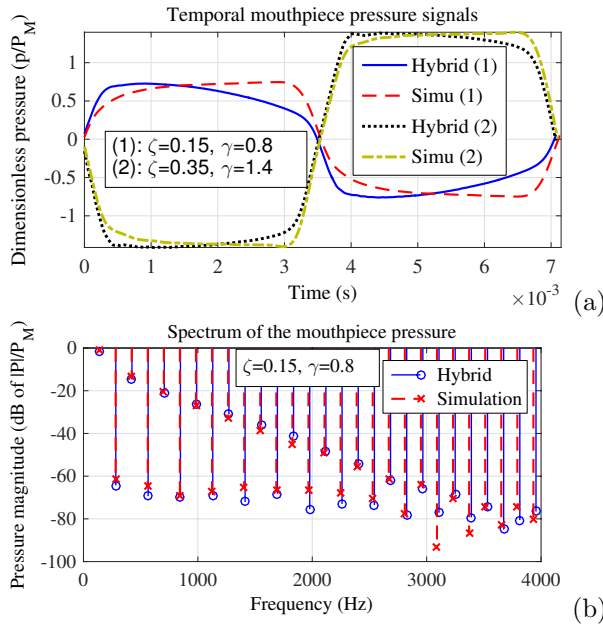 Temporal mouthpiece pressure signals
Dimensionless pressure (p/P_M)
1
0.5
0
-0.5
-1
Hybrid (1)
Simu (1)
Hybrid (2)
Simu (2)
(1): ζ=0.15, γ=0.8
(2): ζ=0.35, γ=1.4
0 1 2 3 4 5 6 7
Time (s)
×10⁻³
(a)
Spectrum of the mouthpiece pressure
Pressure magnitude (dB of |P|/P_M)
0
-20
-40
-60
-80
-100
ζ=0.15, γ=0.8
Hybrid
Simulation
0 1000 2000 3000 4000
Frequency (Hz)
(b)